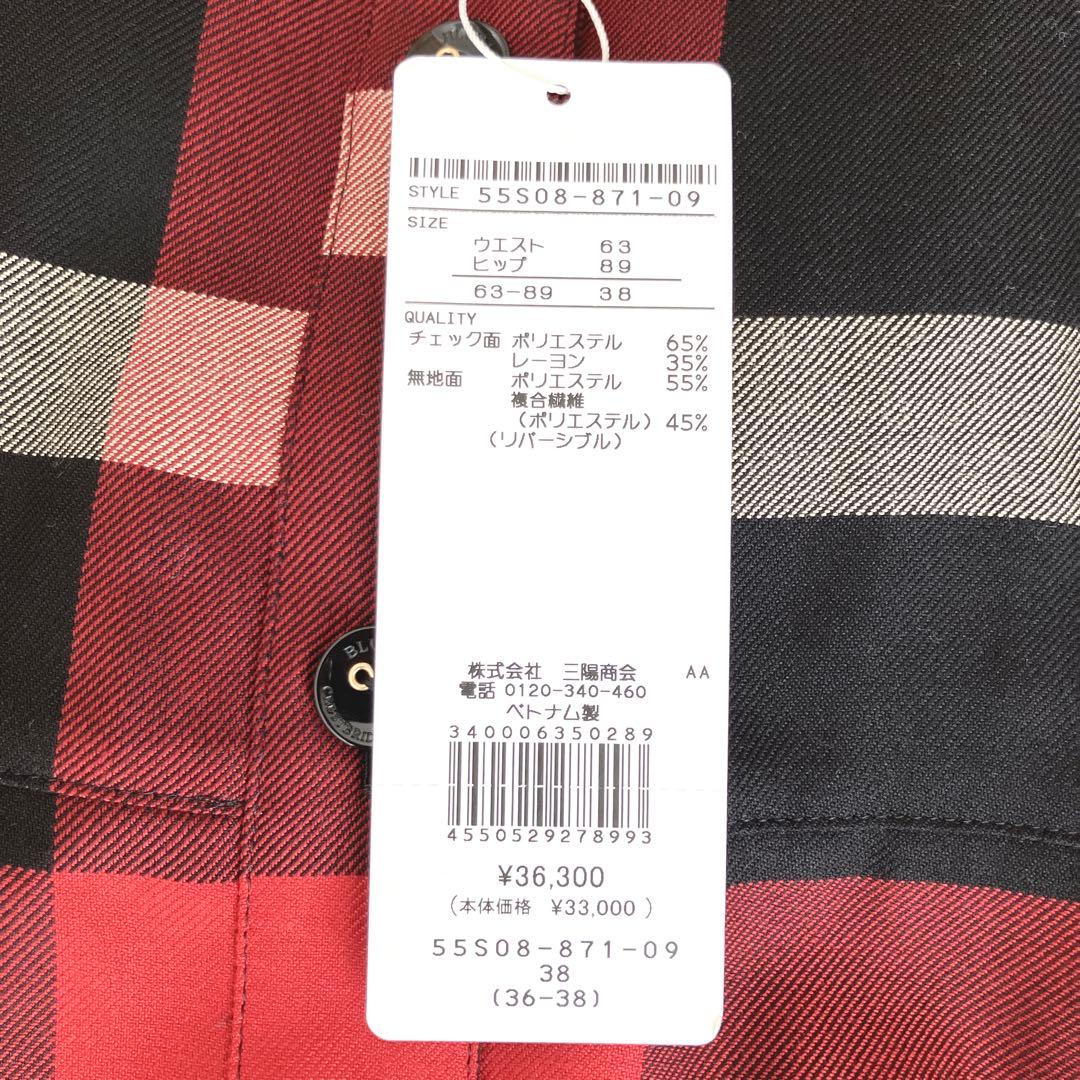 STYLE 55S08-871-09
SIZE
ウエスト 63
ヒップ 89
63-89 38
QUALITY
チェック面 ポリエステル 65%
レーヨン 35%
無地面 ポリエステル 55%
複合繊維
(ポリエステル) 45%
(リバーシブル)
株式会社 三陽商会 AA
電話 0120-340-460
ベトナム製
340006350289
4550529278993
¥36,300
(本体価格 ¥33,000 )
55S08-871-09
38
(36-38)